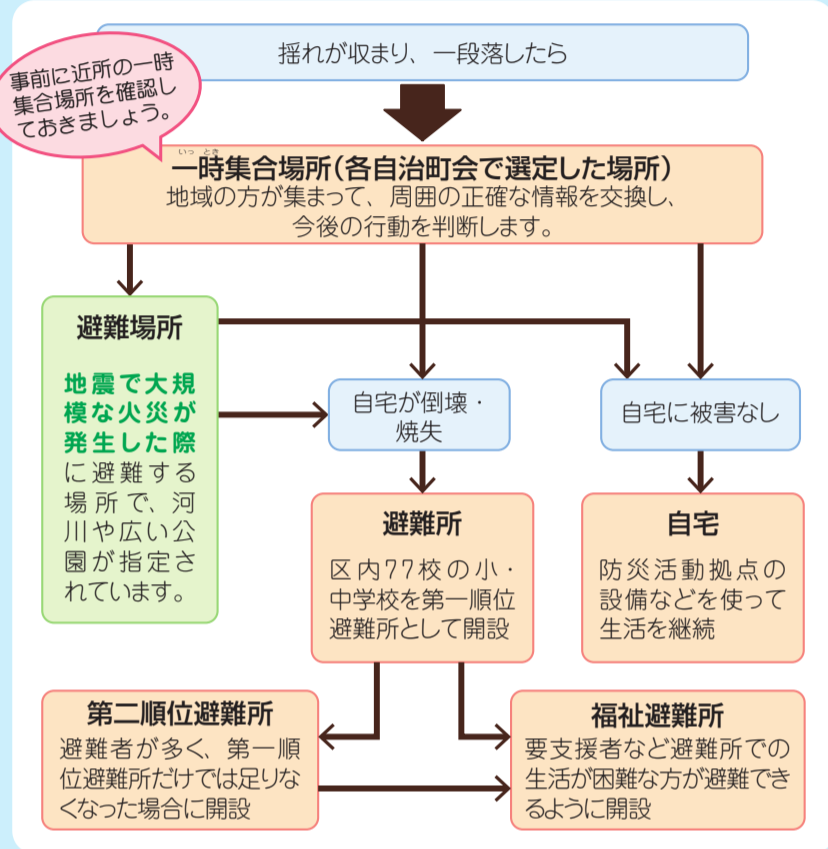 揺れが収まり、一段落したら
事前に近所の一時
集合場所を確認し
ておきましょう。
いっ とき
一時集合場所（各自治町会で選定した場所）
地域の方が集まって、周囲の正確な情報を交換し、
今後の行動を判断します。
避難場所
地震で大規
模な火災が
発生した際
に避難する
場所で、河
川や広い公
園が指定さ
れています。
自宅が倒壊・
焼失
自宅に被害なし
避難所
区内77校の小・
中学校を第一順位
避難所として開設
自宅
防災活動拠点の
設備などを使って
生活を継続
第二順位避難所
避難者が多く、第一順
位避難所だけでは足りな
くなった場合に開設
福祉避難所
要支援者など避難所での
生活が困難な方が避難でき
るように開設